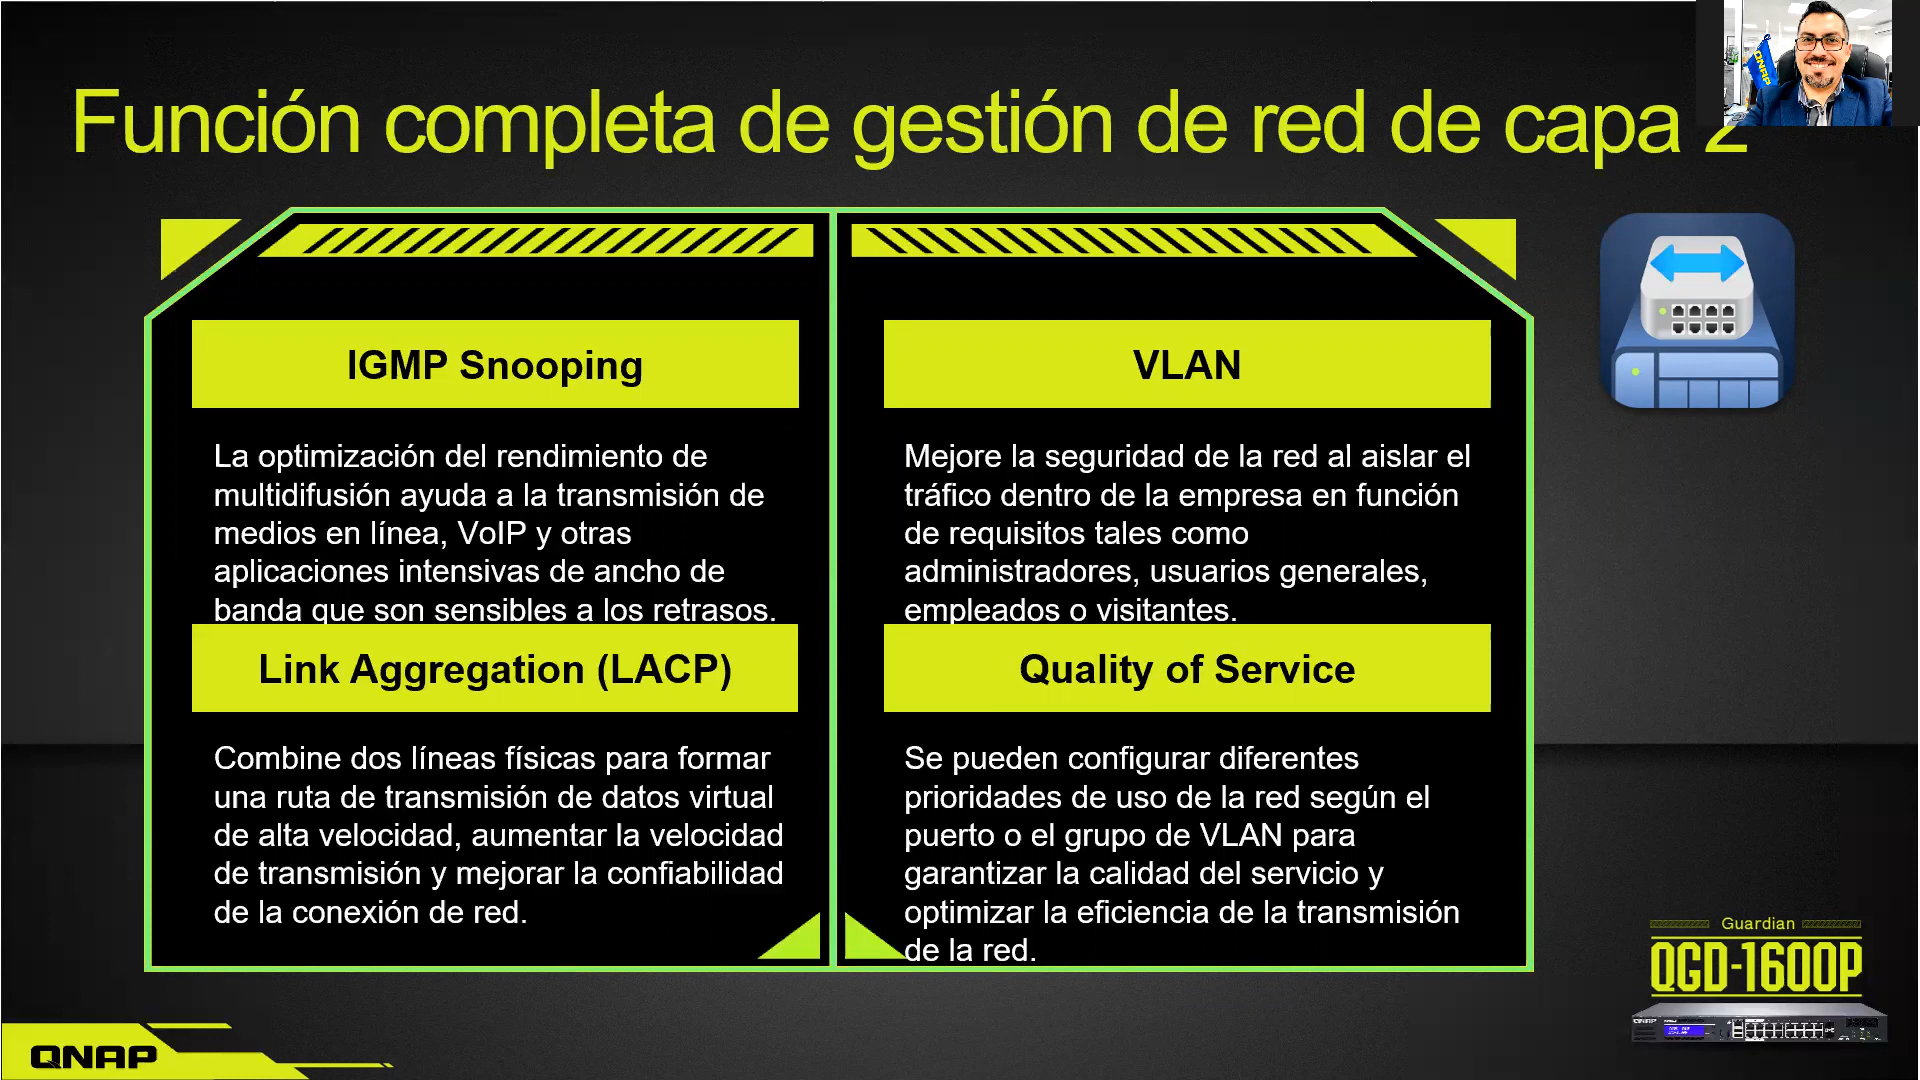 Función completa de gestión de red de capa 2
QNAP
IGMP Snooping
La optimización del rendimiento de
multidifusión ayuda a la transmisión de
medios en línea, VoIP y otras
aplicaciones intensivas de ancho de
banda que son sensibles a los retrasos.
VLAN
Mejore la seguridad de la red al aislar el
tráfico dentro de la empresa en función
de requisitos tales como
administradores, usuarios generales,
empleados o visitantes.
Link Aggregation (LACP)
Combine dos líneas físicas para formar
una ruta de transmisión de datos virtual
de alta velocidad, aumentar la velocidad
de transmisión y mejorar la confiabilidad
de la conexión de red.
Quality of Service
Se pueden configurar diferentes
prioridades de uso de la red según el
puerto o el grupo de VLAN para
garantizar la calidad del servicio y
optimizar la eficiencia de la transmisión
de la red.
Guardian
QGD-1600P
QNAP
QNAP